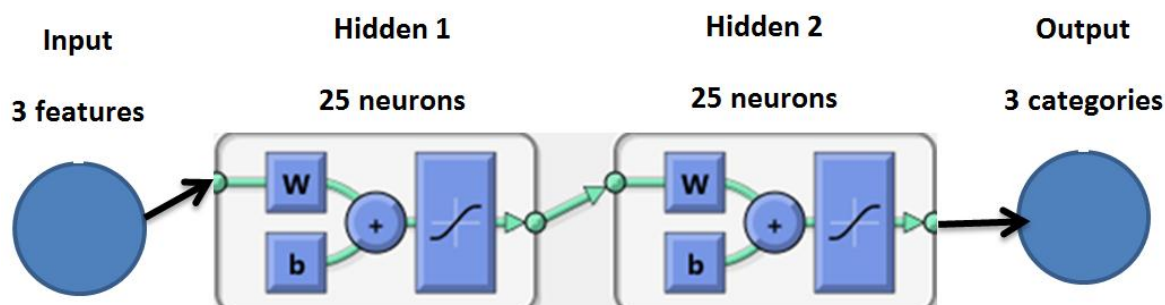 Input
3 features
Hidden 1
25 neurons
W
+
b
Hidden 2
25 neurons
W
+
b
Output
3 categories